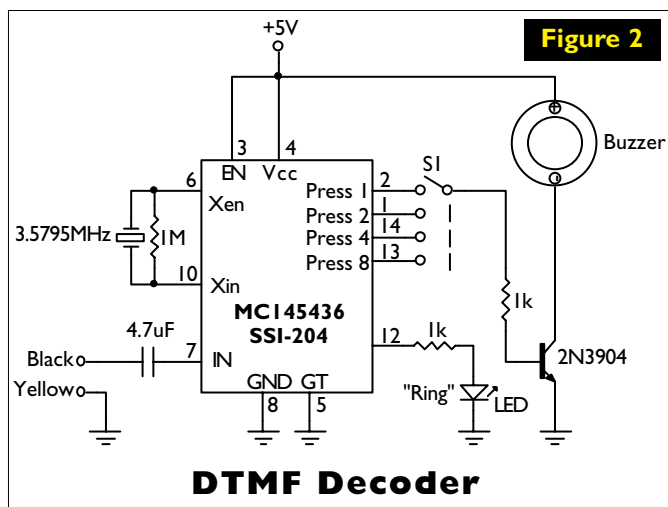 +5V
Figure 2
3
4
EN
Vcc
Buzzer
6
Xen
S1
Press 1
2
Press 2
1
Press 4
14
Press 8
13
3.5795MHz
1M
10
Xin
1k
MC145436
SSI-204
4.7uF
12
1k
Black
7
IN
2N3904
Yellow
GND
GT
"Ring"
LED
8
5
DTMF Decoder